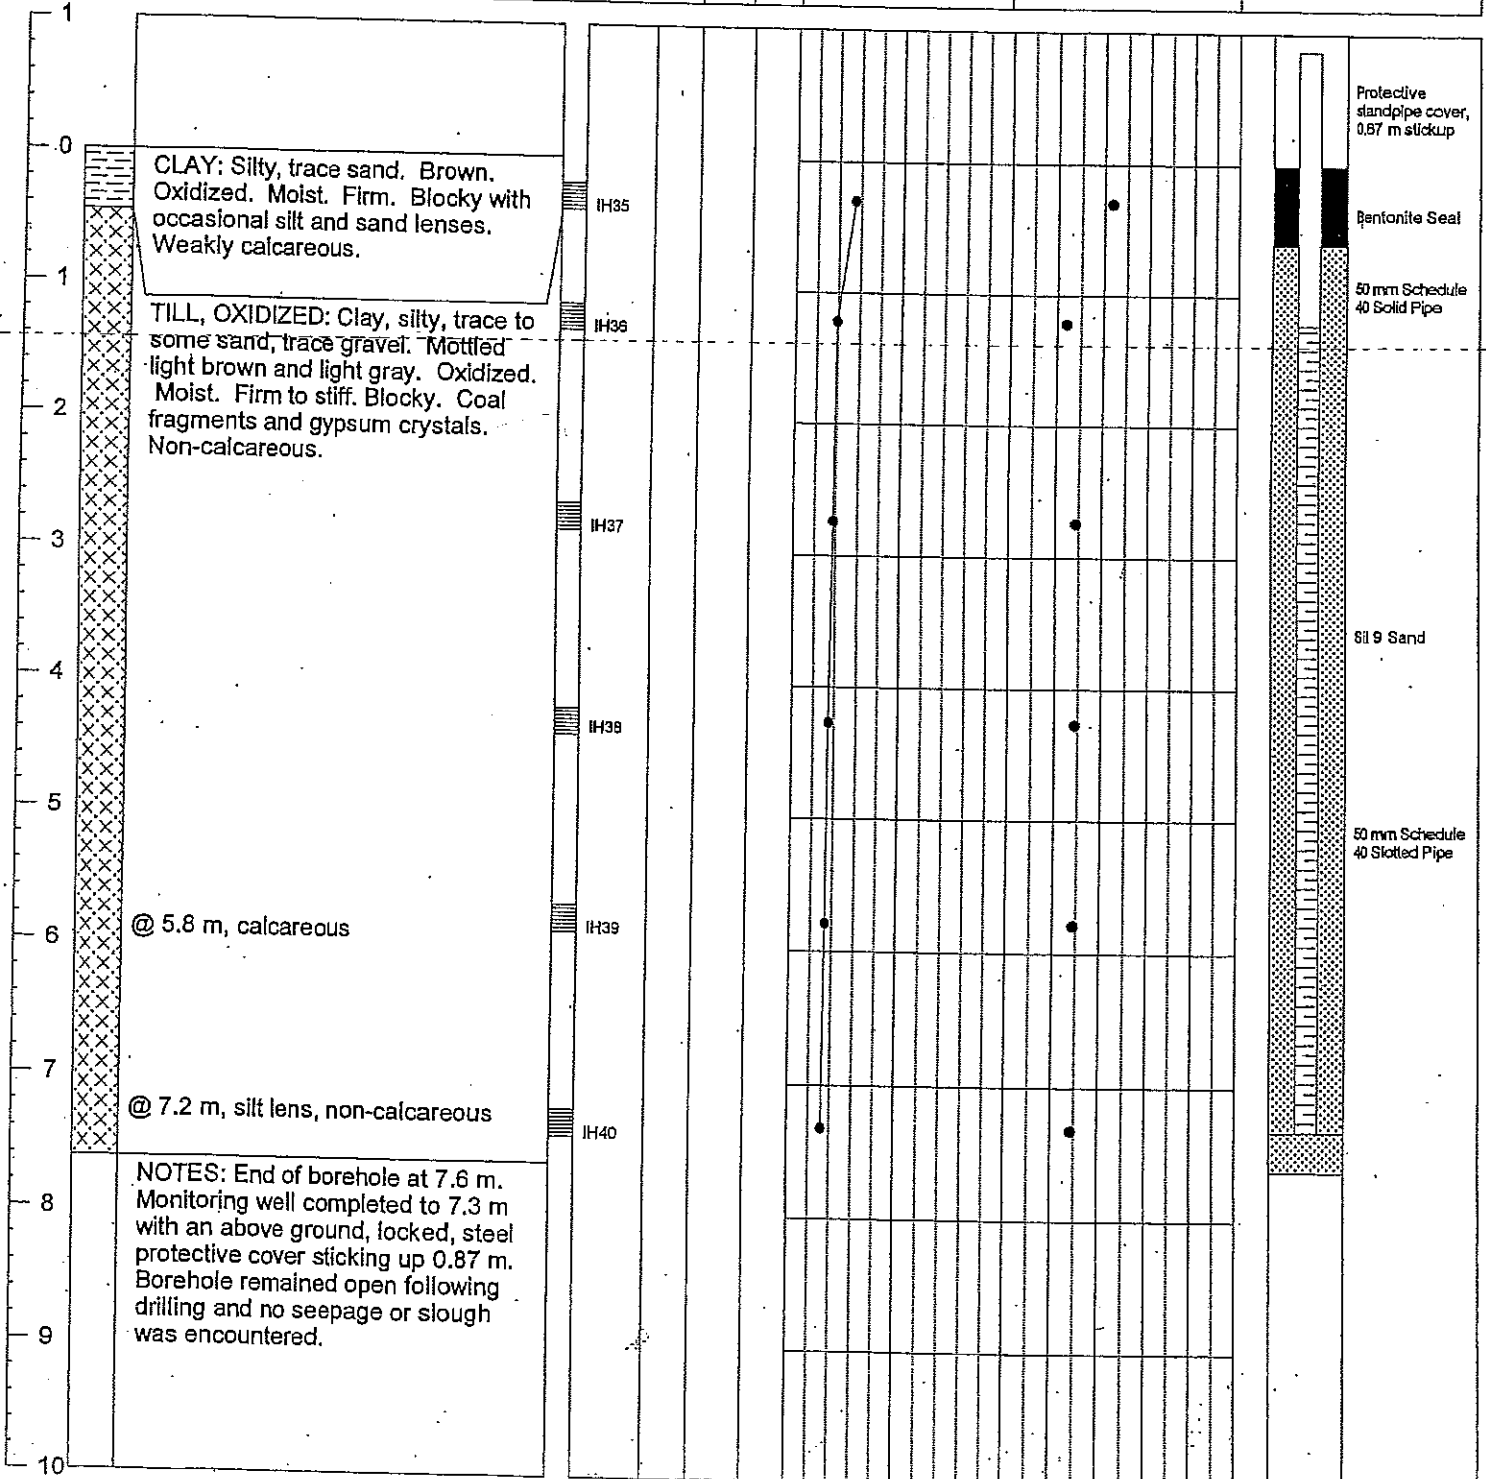 1
0
1
2
3
4
5
6
7
8
9
10
CLAY: Silty, trace sand. Brown.
Oxidized. Moist. Firm. Blocky with
occasional silt and sand lenses.
Weakly calcareous.
TILL, OXIDIZED: Clay, silty, trace to
some sand, trace gravel. Mottled
light brown and light gray. Oxidized.
Moist. Firm to stiff. Blocky. Coal
fragments and gypsum crystals.
Non-calcareous.
@ 5.8 m, calcareous
@ 7.2 m, silt lens, non-calcareous
NOTES: End of borehole at 7.6 m.
Monitoring well completed to 7.3 m
with an above ground, locked, steel
protective cover sticking up 0.87 m.
Borehole remained open following
drilling and no seepage or slough
was encountered.
IH35
IH36
IH37
IH38
IH39
IH40
Protective
standpipe cover,
0.87 m stickup
Bentonite Seal
50 mm Schedule
40 Solid Pipe
Sil 9 Sand
50 mm Schedule
40 Slotted Pipe